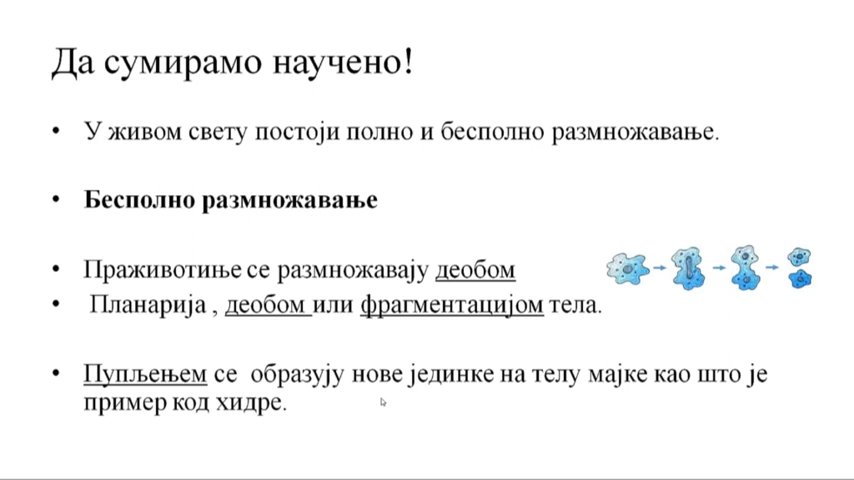 Да сумирамо научено!
• У живом свету постоји полно и бесполно размножавање.
• Бесполно размножавање
• Праживотиње се размножавају деобом
• Планарија , деобом или фрагментацијом тела.
• Пупљењем се образују нове јединке на телу мајке као што је
пример код хидре.